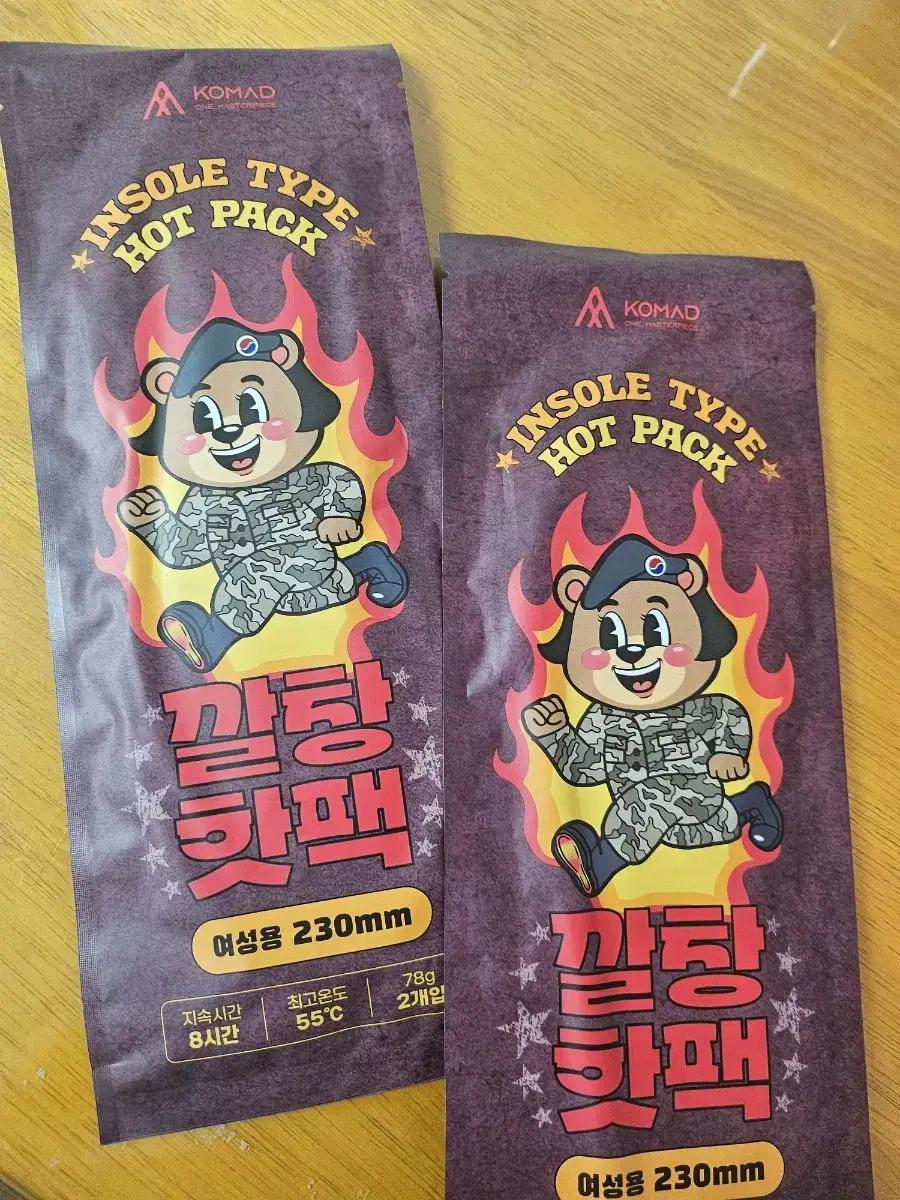 KOMAD
ONE, MASTERPIECE
INSOLE TYPE
HOT PACK
깔탕
핫팩
여성용 230mm
지속시간
8시간
최고온도
55℃
78g
2개입
KOMAD
ONE, MASTERPIECE
INSOLE TYPE
HOT PACK
깔탕
핫팩
여성용 230mm